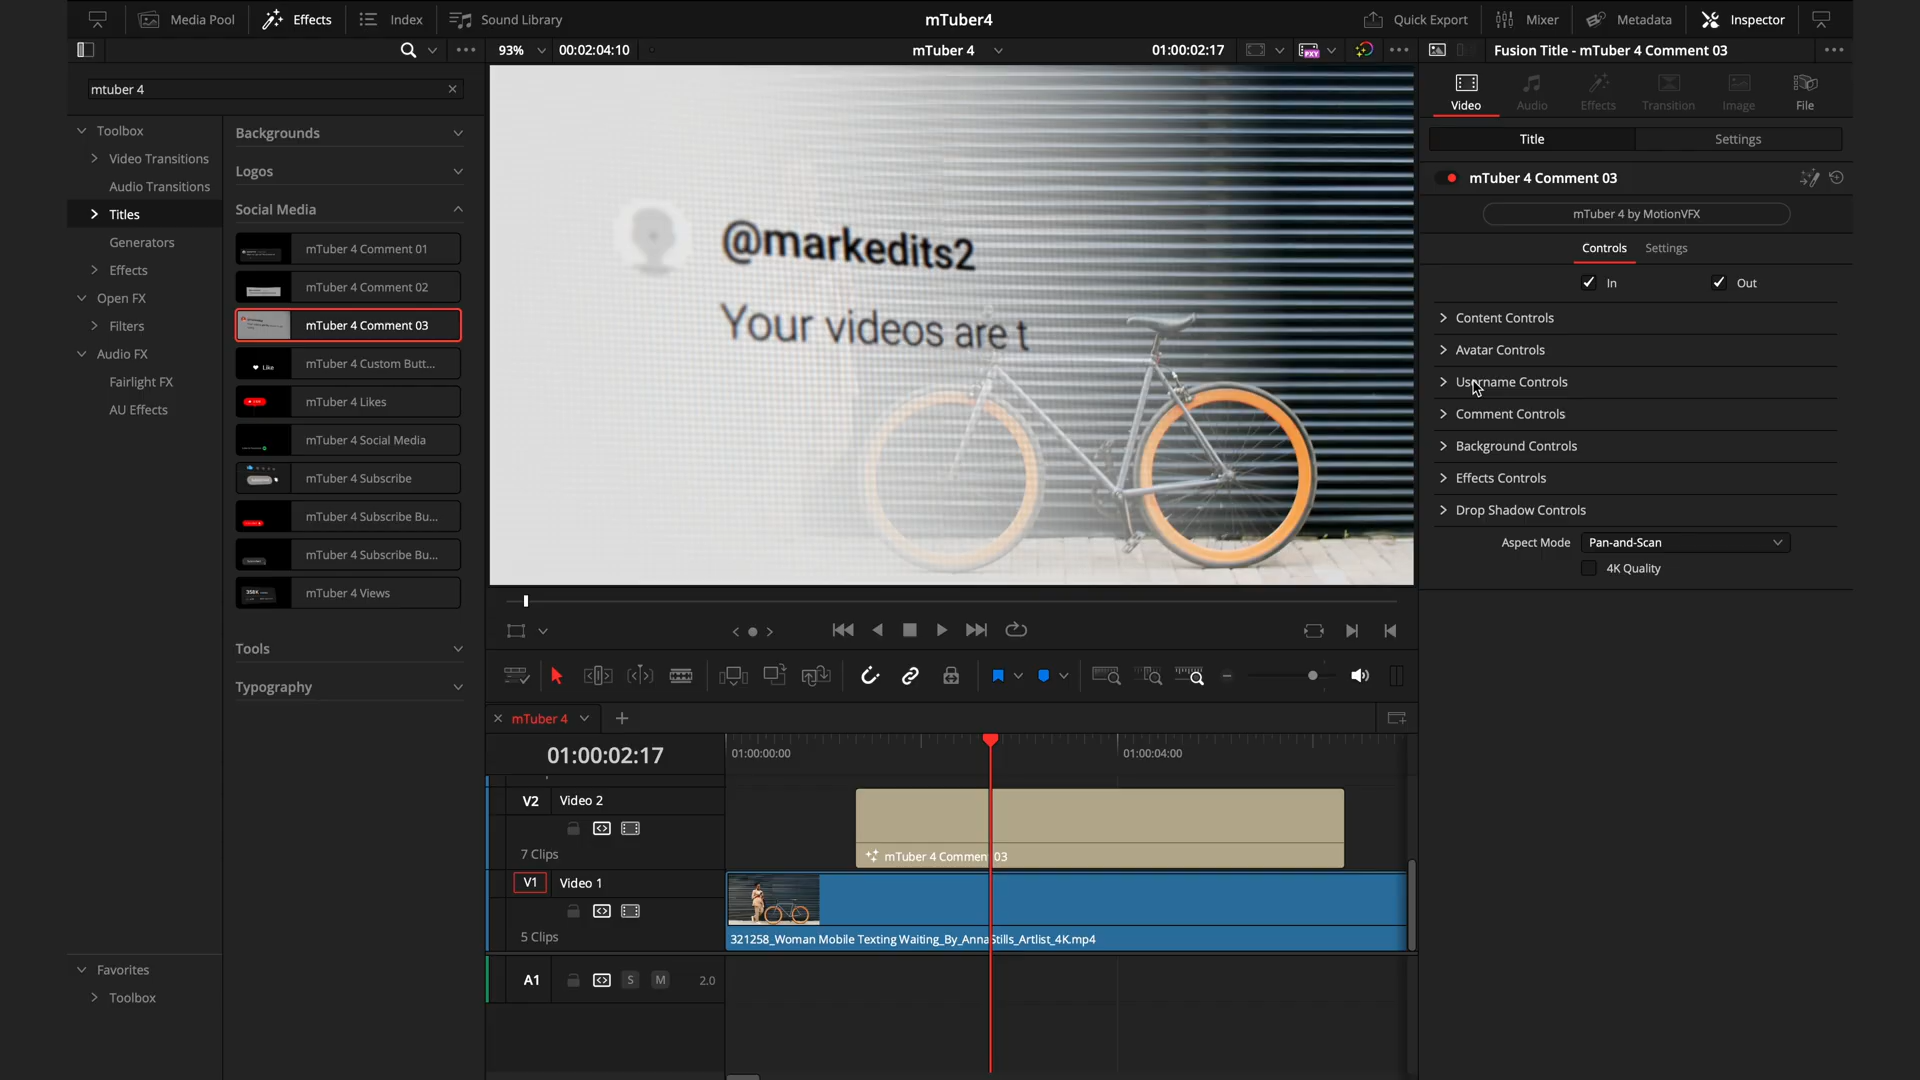 Media Pool
Effects
Index
Sound Library
mTuber4
Quick Export
Mixer
Metadata
Inspector
93%
00:02:04:10
mTuber 4
01:00:02:17
PXY
Fusion Title - mTuber 4 Comment 03
mtuber 4
Toolbox
Video Transitions
Audio Transitions
Titles
Generators
Effects
Open FX
Filters
Audio FX
Fairlight FX
AU Effects
Favorites
Toolbox
Backgrounds
Logos
Social Media
mTuber 4 Comment 01
mTuber 4 Comment 02
mTuber 4 Comment 03
mTuber 4 Custom Butt...
Like
mTuber 4 Likes
mTuber 4 Social Media
mTuber 4 Subscribe
mTuber 4 Subscribe Bu...
mTuber 4 Subscribe Bu...
mTuber 4 Views
Tools
Typography
@markedits2
Your videos are t
Video
Audio
Effects
Transition
Image
File
Title
Settings
mTuber 4 Comment 03
mTuber 4 by MotionVFX
Controls
Settings
In
Out
Content Controls
Avatar Controls
Username Controls
Comment Controls
Background Controls
Effects Controls
Drop Shadow Controls
Aspect Mode
Pan-and-Scan
4K Quality
mTuber 4
01:00:02:17
01:00:00:00
01:00:04:00
V2
Video 2
7 Clips
mTuber 4 Comment 03
V1
Video 1
5 Clips
321258_Woman Mobile Texting Waiting_By_AnnaStills_Artlist_4K.mp4
A1
S
M
2.0